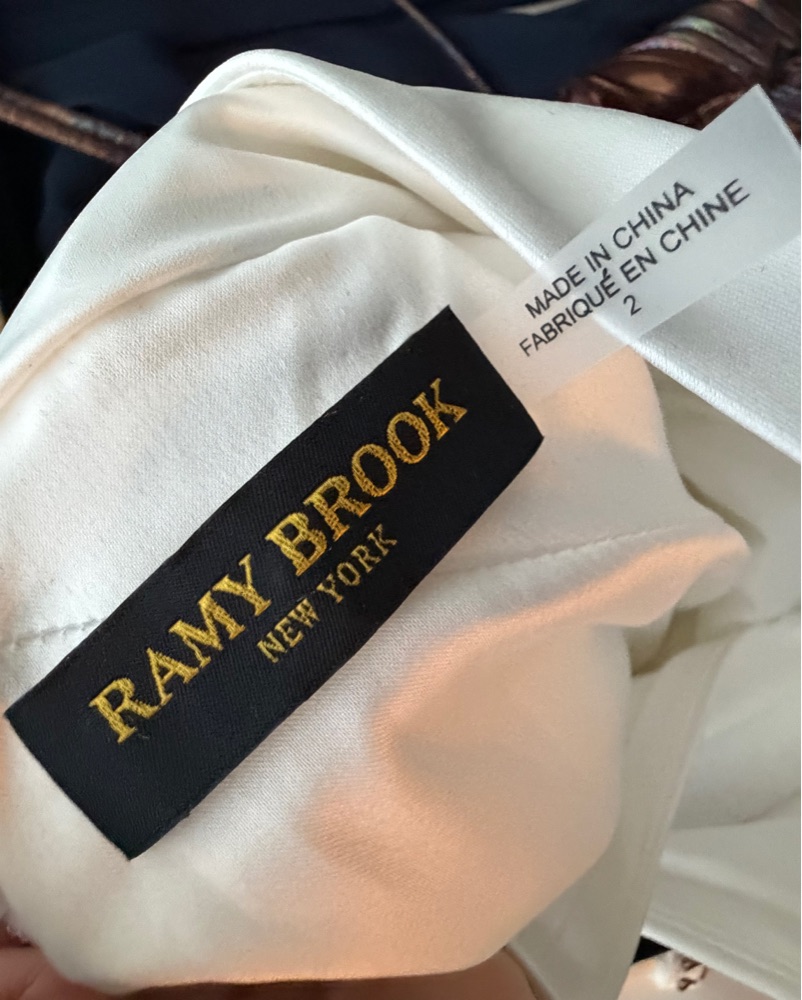 RAMY BROOK
NEW YORK
MADE IN CHINA
FABRIQUÉ EN CHINE
2